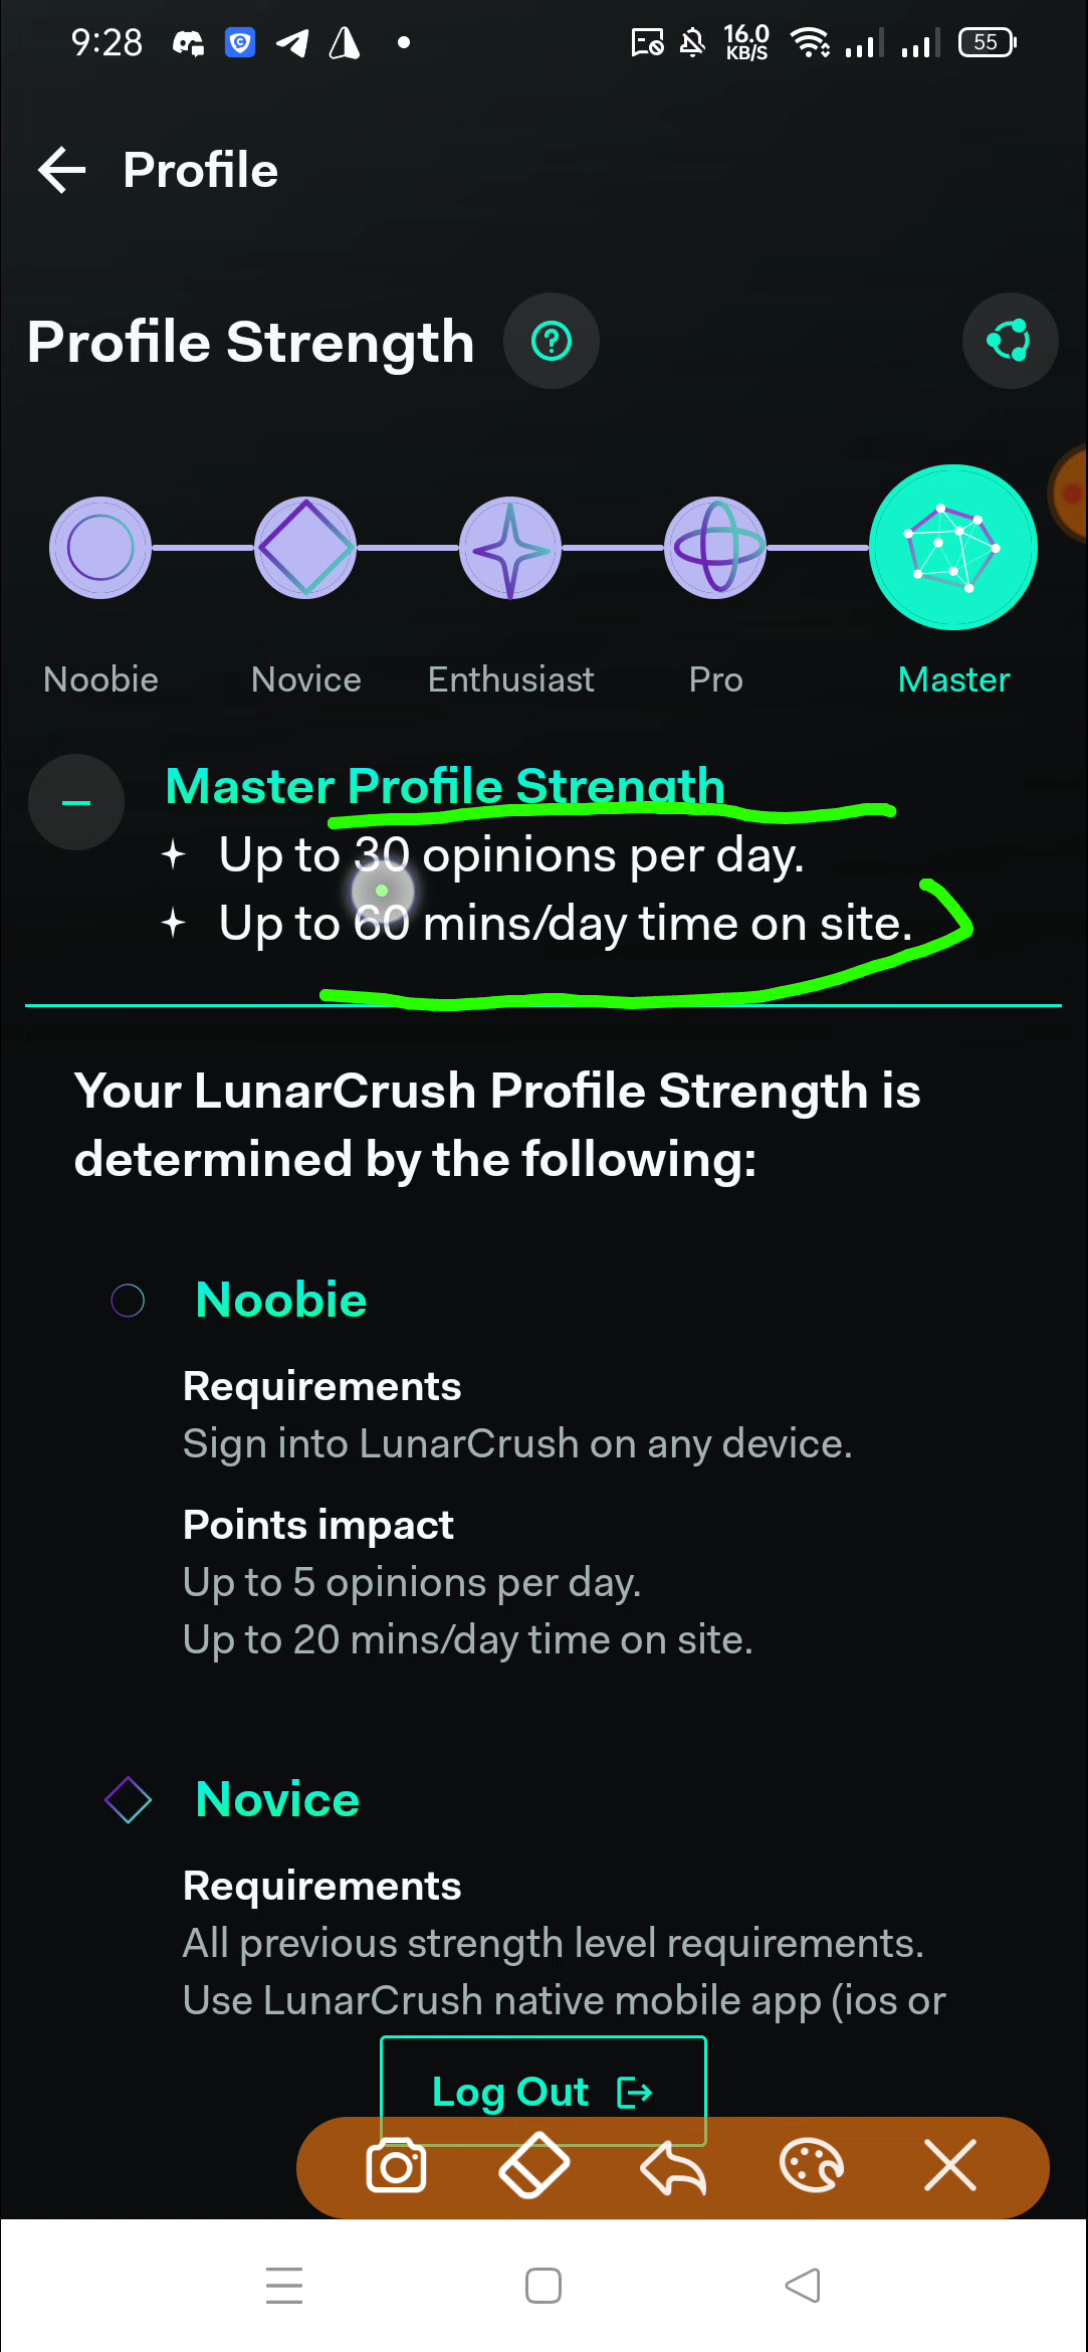 9:28
16.0
KB/S
55
Profile
Profile Strength
Noobie
Novice
Enthusiast
Pro
Master
Master Profile Strength
Up to 30 opinions per day.
Up to 60 mins/day time on site.
Your LunarCrush Profile Strength is
determined by the following:
Noobie
Requirements
Sign into LunarCrush on any device.
Points impact
Up to 5 opinions per day.
Up to 20 mins/day time on site.
Novice
Requirements
All previous strength level requirements.
Use LunarCrush native mobile app (ios or
Log Out